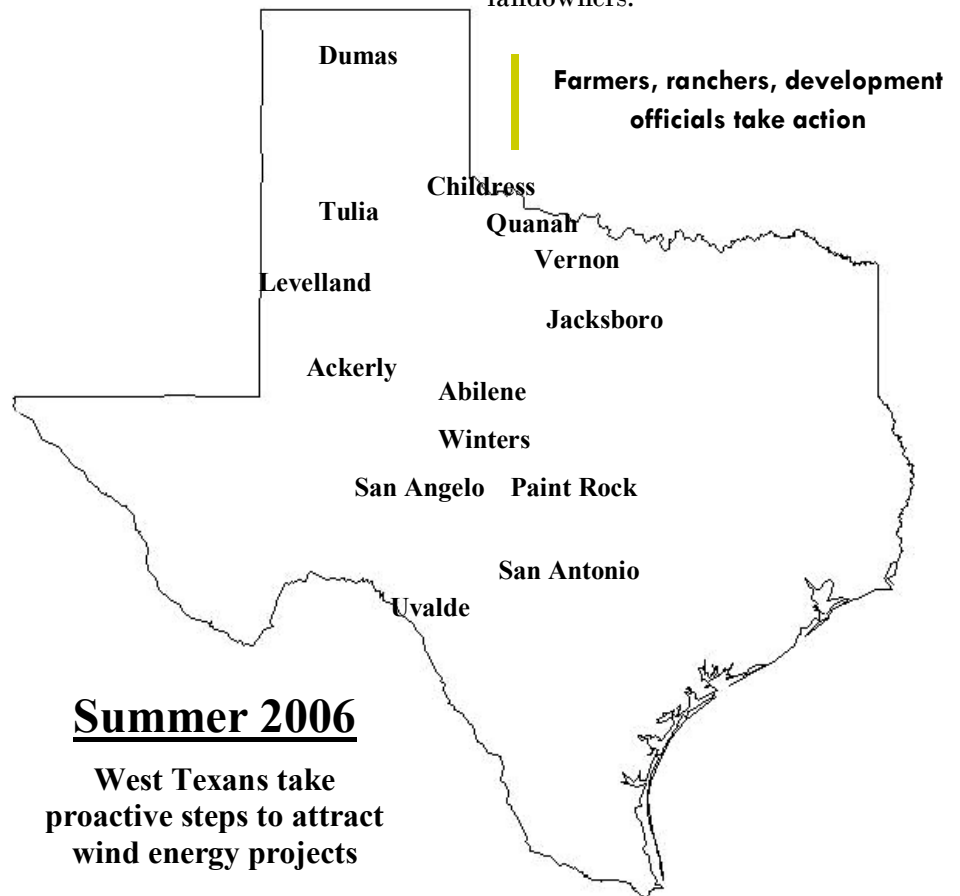 landowners.
Dumas
Farmers, ranchers, development
officials take action
Childress
Tulia
Quanah
Vernon
Levelland
Jacksboro
Ackerly
Abilene
Winters
San Angelo
Paint Rock
San Antonio
Uvalde
Summer 2006
West Texans take
proactive steps to attract
wind energy projects